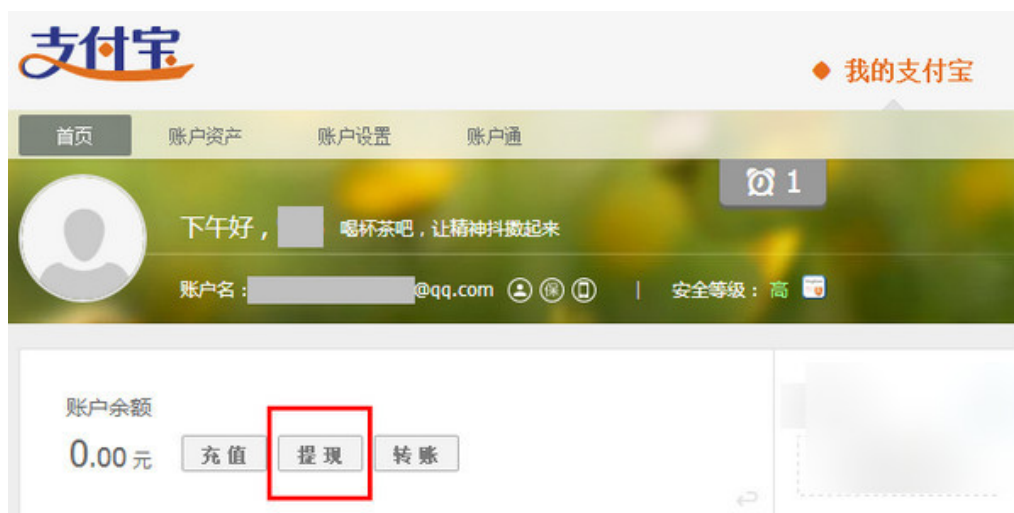 支付宝
我的支付宝
首页 账户资产 账户设置 账户通
1
下午好， 喝杯茶吧，让精神抖擞起来
账户名： @qq.com 保 | 安全等级：高
账户余额
0.00 元 充值 提现 转账